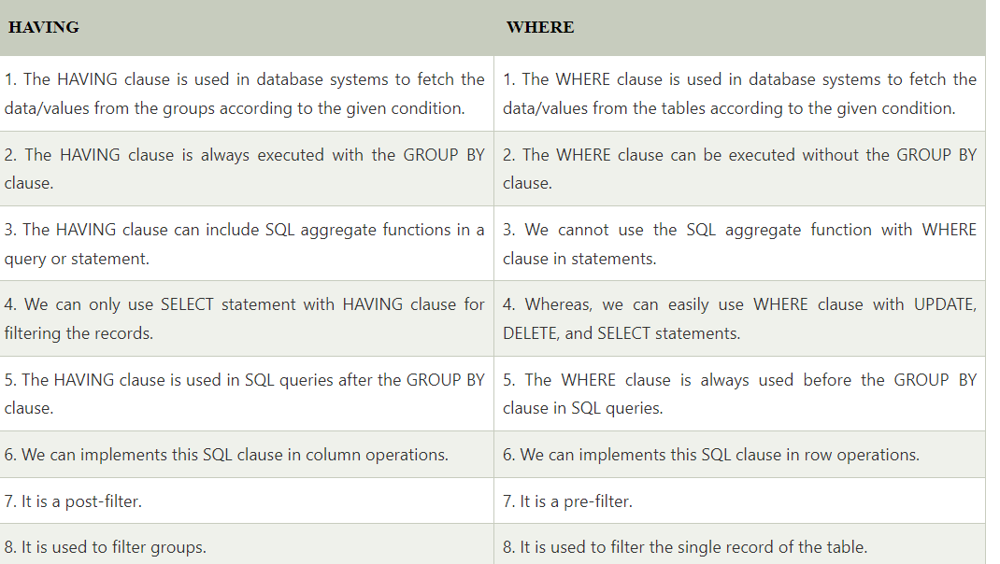 HAVING
WHERE
1. The HAVING clause is used in database systems to fetch the
data/values from the groups according to the given condition.
1. The WHERE clause is used in database systems to fetch the
data/values from the tables according to the given condition.
2. The HAVING clause is always executed with the GROUP BY
clause.
2. The WHERE clause can be executed without the GROUP BY
clause.
3. The HAVING clause can include SQL aggregate functions in a
query or statement.
3. We cannot use the SQL aggregate function with WHERE
clause in statements.
4. We can only use SELECT statement with HAVING clause for
filtering the records.
4. Whereas, we can easily use WHERE clause with UPDATE,
DELETE, and SELECT statements.
5. The HAVING clause is used in SQL queries after the GROUP BY
clause.
5. The WHERE clause is always used before the GROUP BY
clause in SQL queries.
6. We can implements this SQL clause in column operations.
6. We can implements this SQL clause in row operations.
7. It is a post-filter.
7. It is a pre-filter.
8. It is used to filter groups.
8. It is used to filter the single record of the table.